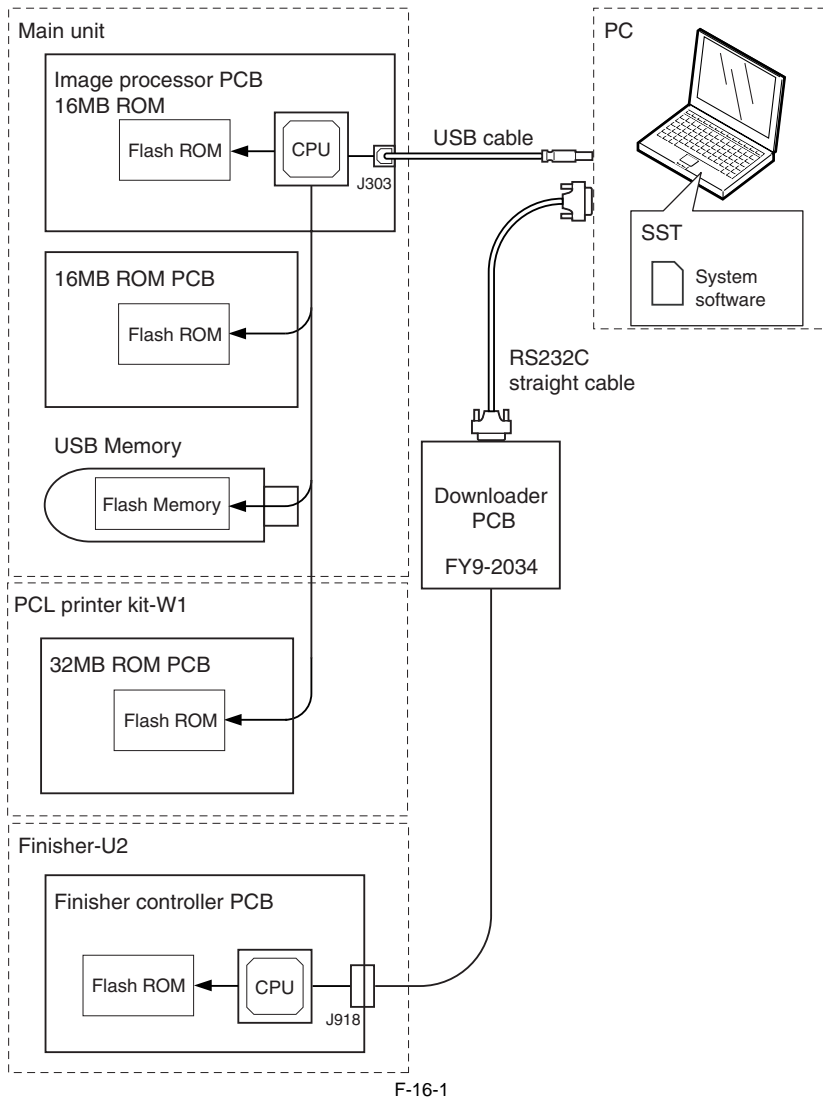 Main unit
Image processor PCB
16MB ROM
Flash ROM
CPU
J303
USB cable
PC
SST
System
software
16MB ROM PCB
Flash ROM
RS232C
straight cable
USB Memory
Flash Memory
Downloader
PCB
FY9-2034
PCL printer kit-W1
32MB ROM PCB
Flash ROM
Finisher-U2
Finisher controller PCB
Flash ROM
CPU
J918
F-16-1